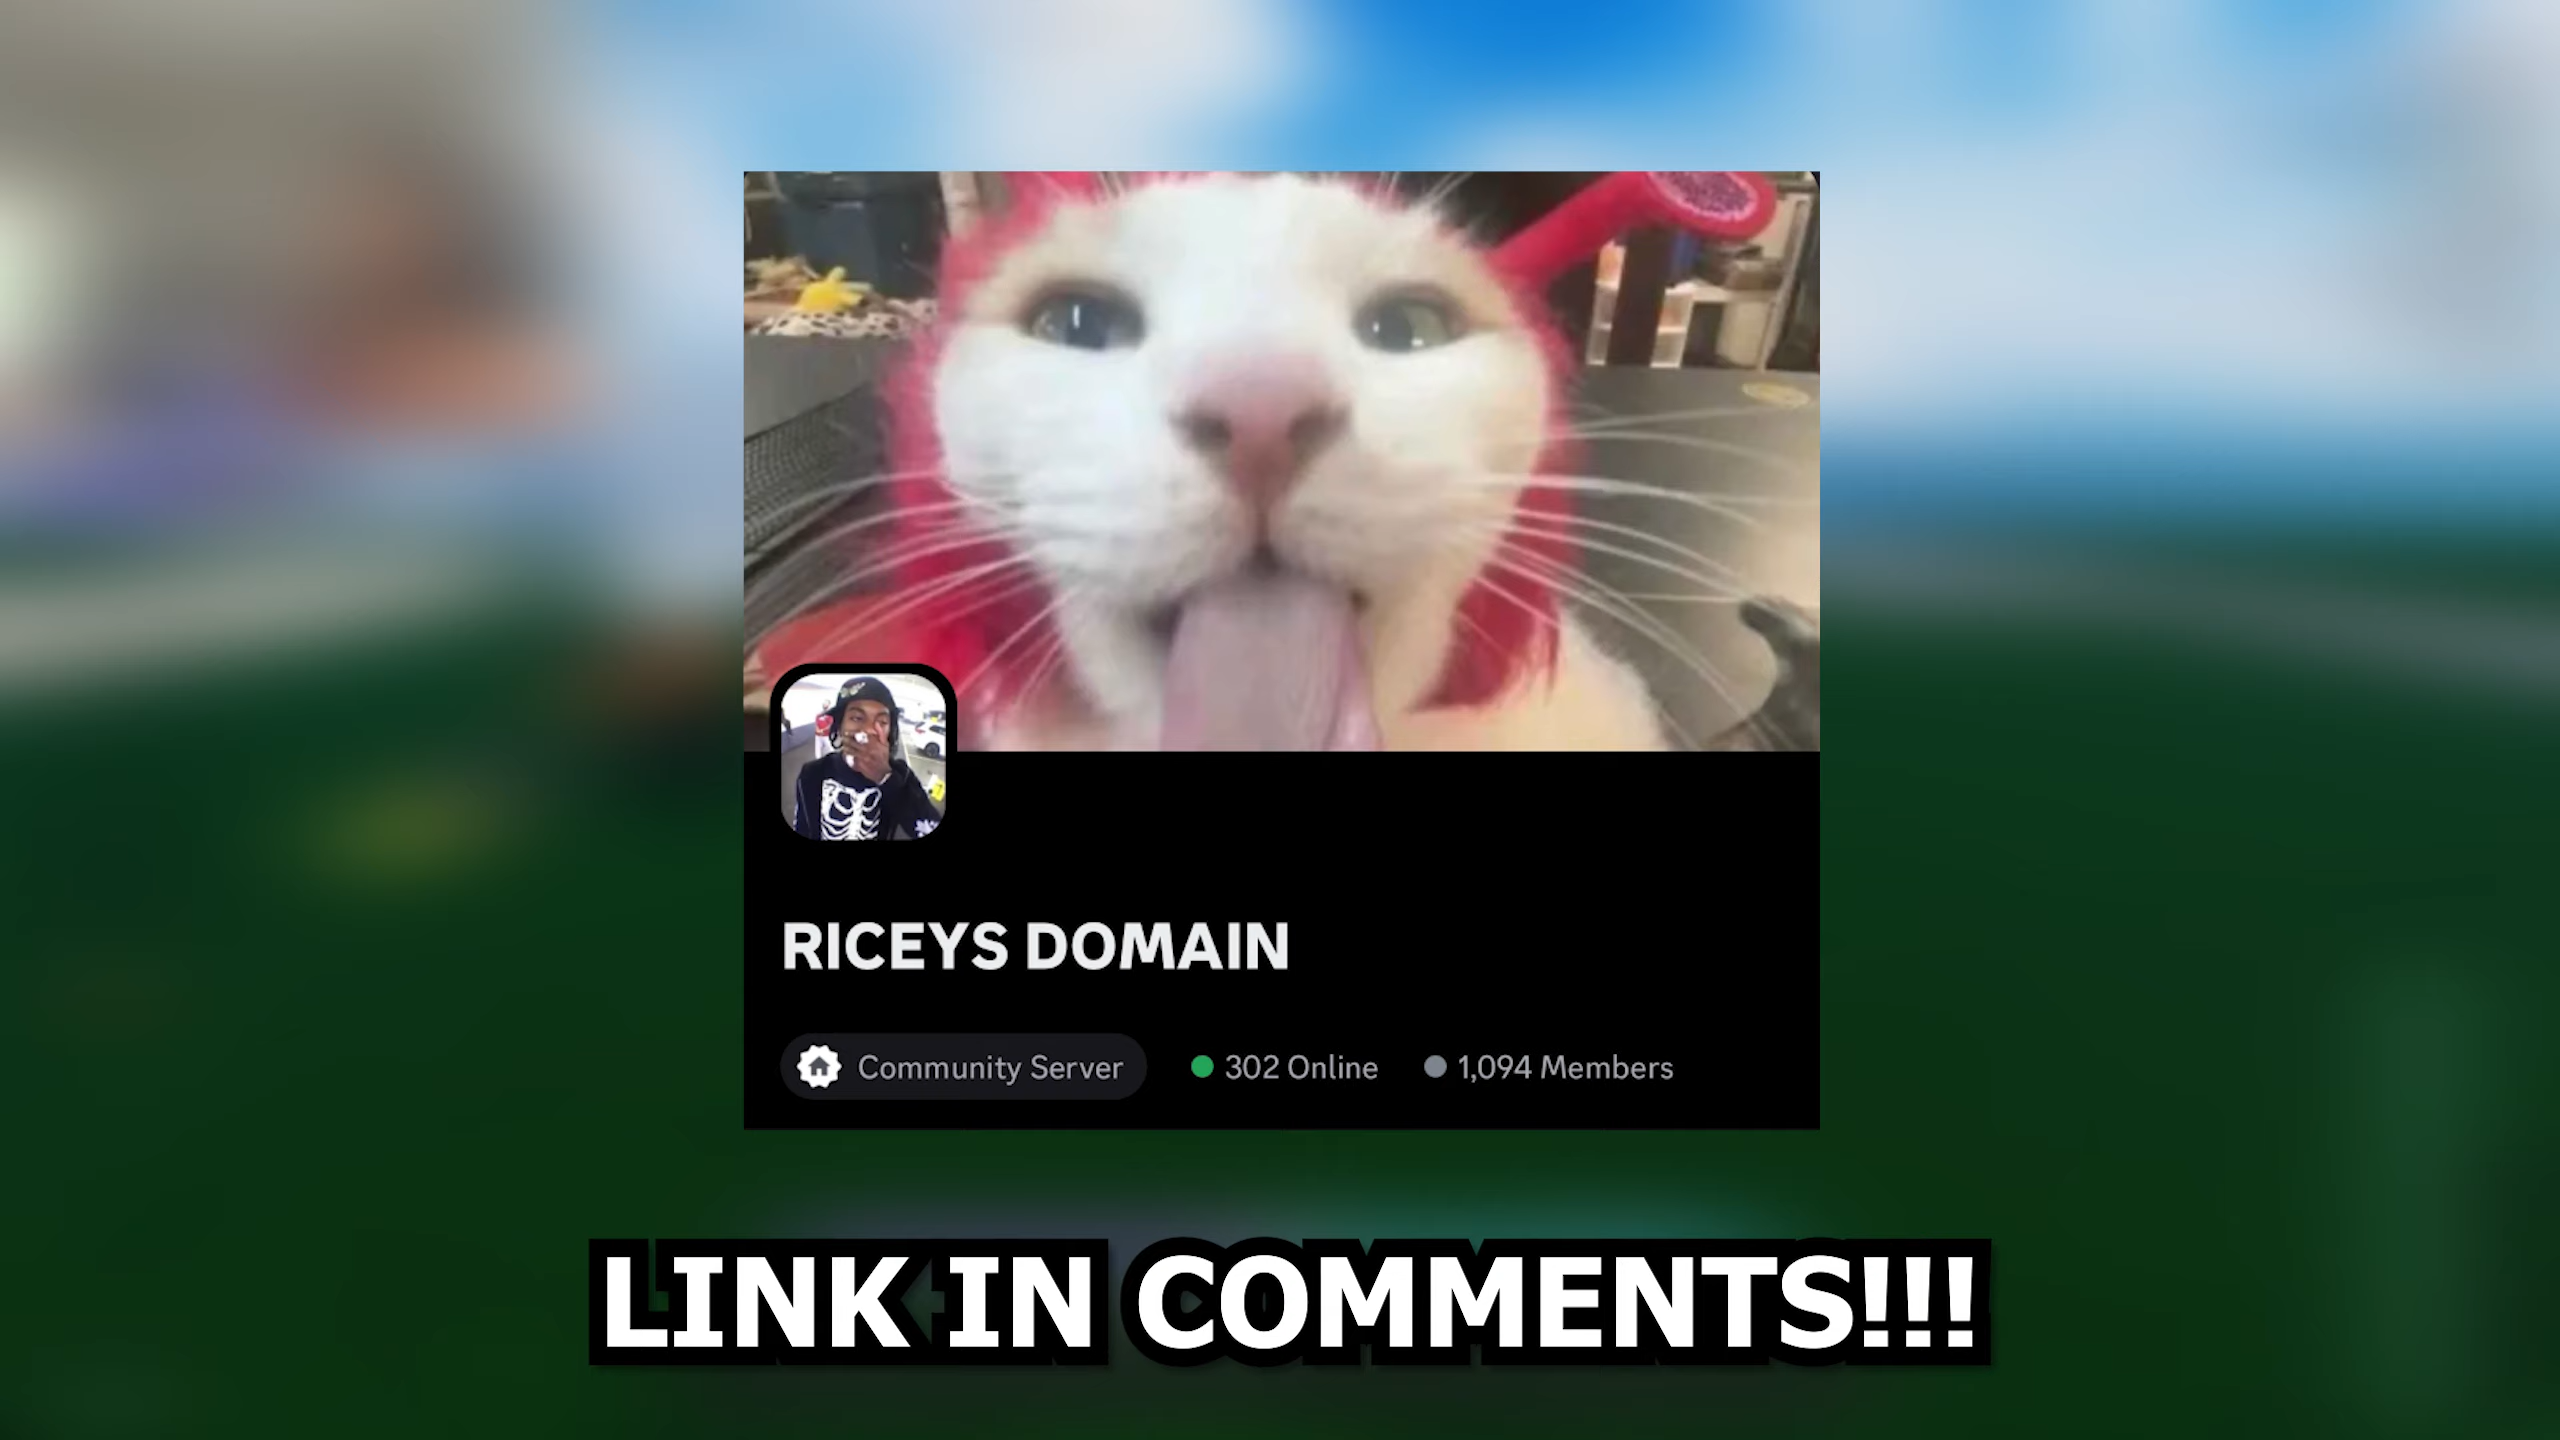 RICEYS DOMAIN
Community Server
302 Online
1,094 Members
LINK IN COMMENTS!!!